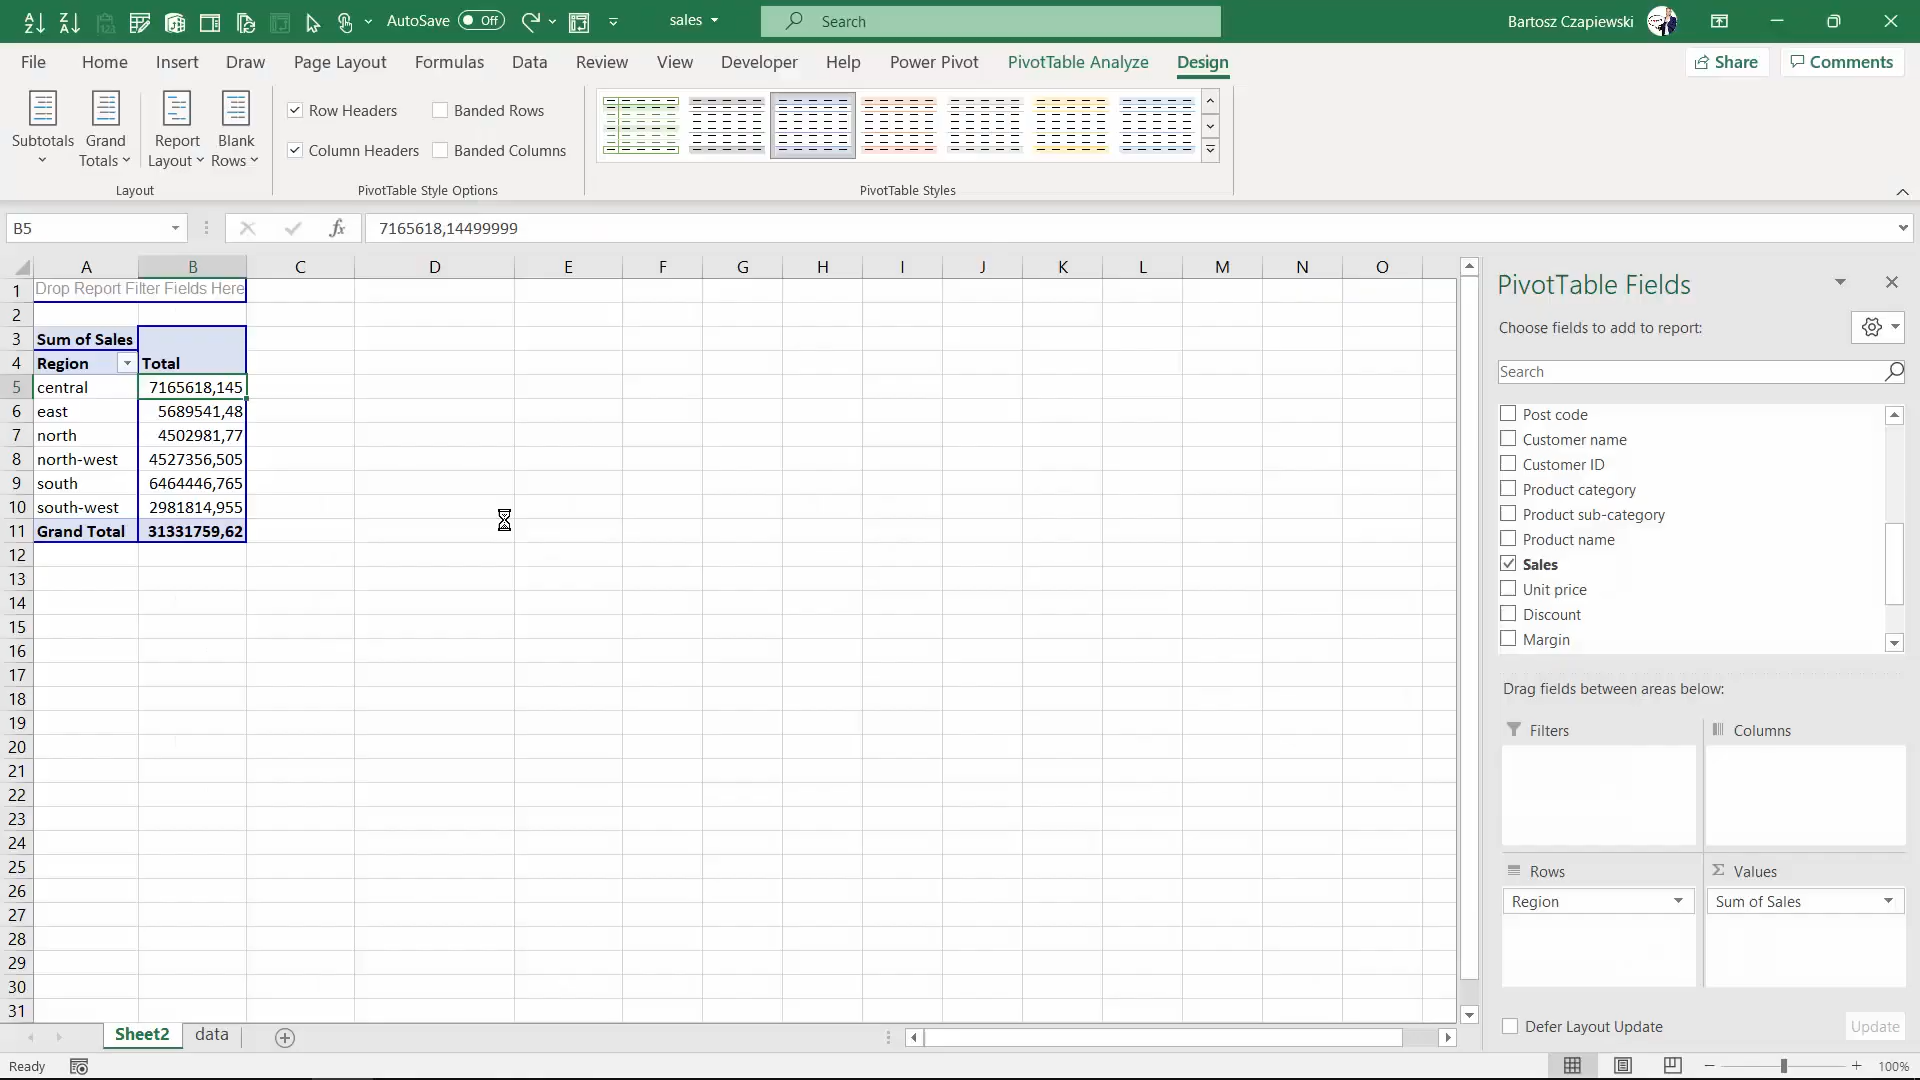 AutoSave Off sales Search Bartosz Czapiewski
File Home Insert Draw Page Layout Formulas Data Review View Developer Help Power Pivot PivotTable Analyze Design Share Comments
Subtotals Grand Totals Report Layout Blank Rows
Layout
Row Headers Banded Rows
Column Headers Banded Columns
PivotTable Style Options
PivotTable Styles
B5 fx 7165618,14499999
A B C D E F G H I J K L M N O
1 Drop Report Filter Fields Here
2
3 Sum of Sales
4 Region Total
5 central 7165618,145
6 east 5689541,48
7 north 4502981,77
8 north-west 4527356,505
9 south 6464446,765
10 south-west 2981814,955
11 Grand Total 31331759,62
12
13
14
15
16
17
18
19
20
21
22
23
24
25
26
27
28
29
30
31
PivotTable Fields
Choose fields to add to report:
Search
Post code
Customer name
Customer ID
Product category
Product sub-category
Product name
Sales
Unit price
Discount
Margin
Drag fields between areas below:
Filters Columns
Rows Values
Region Sum of Sales
Defer Layout Update Update
Sheet2 data
Ready 100%